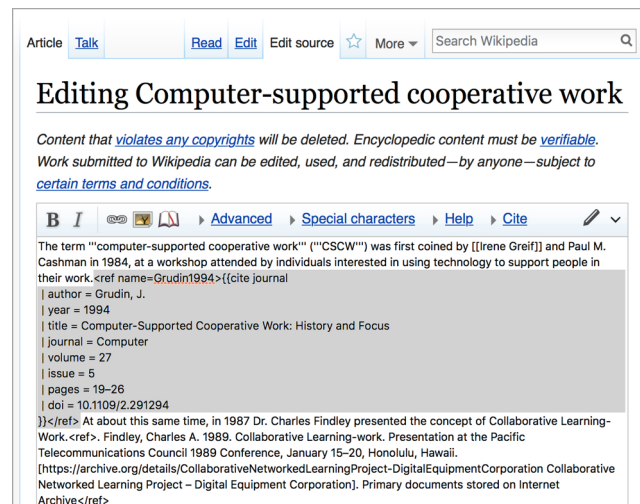 Article Talk Read Edit Edit source More Search Wikipedia
Editing Computer-supported cooperative work
Content that violates any copyrights will be deleted. Encyclopedic content must be verifiable.
Work submitted to Wikipedia can be edited, used, and redistributed—by anyone—subject to
certain terms and conditions.
B I Advanced Special characters Help Cite
The term '''computer-supported cooperative work''' ('''CSCW''') was first coined by [[Irene Greif]] and Paul M.
Cashman in 1984, at a workshop attended by individuals interested in using technology to support people in
their work.<ref name=Grudin1994>{{cite journal
| author = Grudin, J.
| year = 1994
| title = Computer-Supported Cooperative Work: History and Focus
| journal = Computer
| volume = 27
| issue = 5
| pages = 19–26
| doi = 10.1109/2.291294
}}</ref> At about this same time, in 1987 Dr. Charles Findley presented the concept of Collaborative Learning-
Work.<ref>. Findley, Charles A. 1989. Collaborative Learning-work. Presentation at the Pacific
Telecommunications Council 1989 Conference, January 15–20, Honolulu, Hawaii.
[https://archive.org/details/CollaborativeNetworkedLearningProject-DigitalEquipmentCorporation Collaborative
Networked Learning Project – Digital Equipment Corporation]. Primary documents stored on Internet
Archive</ref>